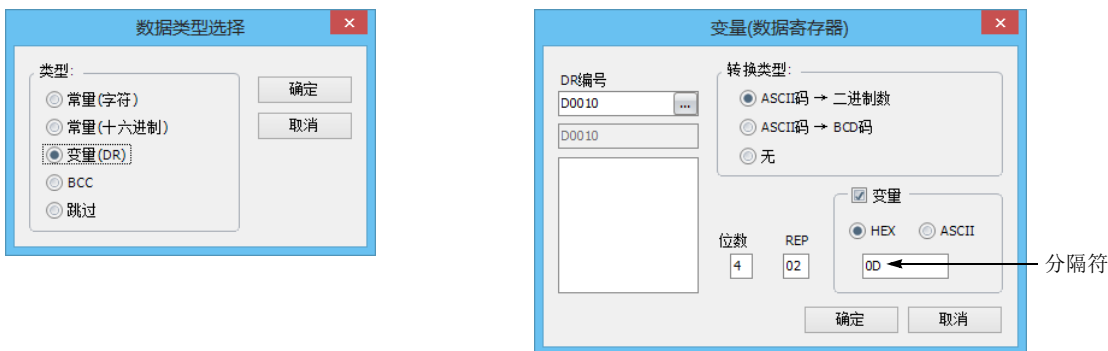 数据类型选择
类型:
常量(字符)
常量(十六进制)
变量(DR)
BCC
跳过
确定
取消
变量(数据寄存器)
DR编号
D0010
...
D0010
转换类型:
ASCII码 → 二进制数
ASCII码 → BCD码
无
变量
HEX
ASCII
0D
位数
REP
4
02
确定
取消
分隔符